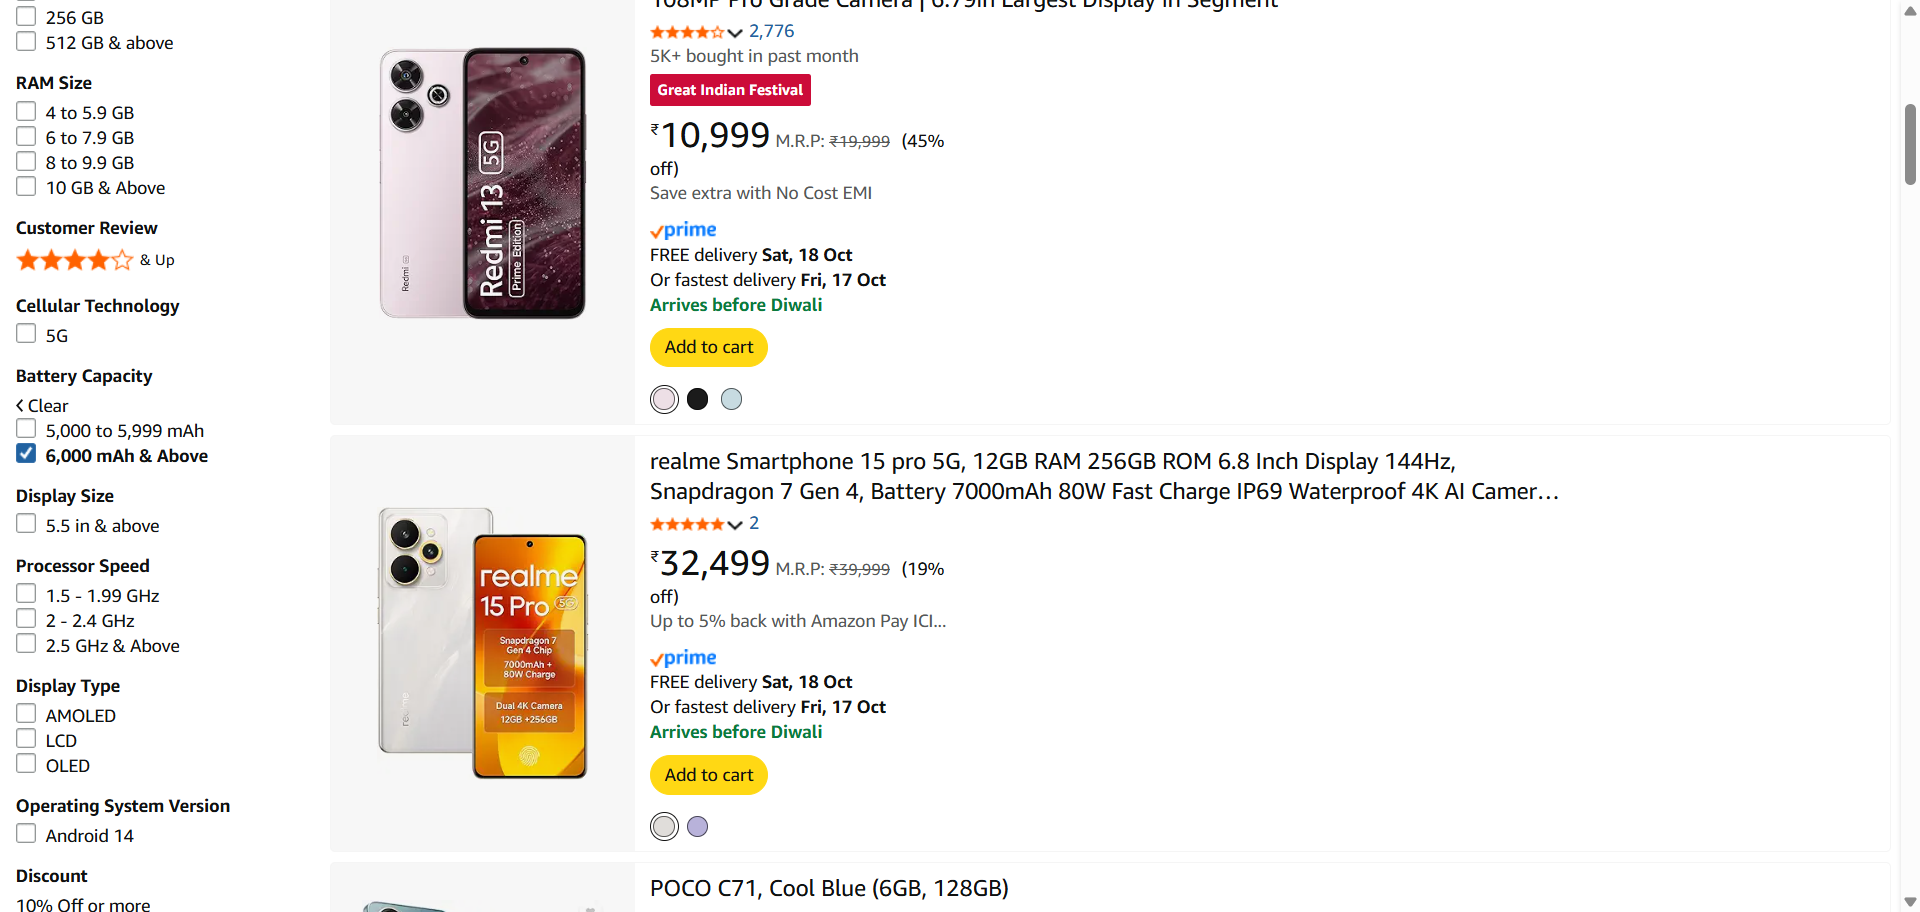 256 GB
512 GB & above
RAM Size
4 to 5.9 GB
6 to 7.9 GB
8 to 9.9 GB
10 GB & Above
Customer Review
& Up
Cellular Technology
5G
Battery Capacity
Clear
5,000 to 5,999 mAh
6,000 mAh & Above
Display Size
5.5 in & above
Processor Speed
1.5 - 1.99 GHz
2 - 2.4 GHz
2.5 GHz & Above
Display Type
AMOLED
LCD
OLED
Operating System Version
Android 14
Discount
10% Off or more
Redmi
Redmi 13 5G
Prime Edition
108MP Pro Grade Camera | 6.79in Largest Display in Segment
2,776
5K+ bought in past month
Great Indian Festival
₹10,999 M.R.P: ₹19,999 (45%
off)
Save extra with No Cost EMI
prime
FREE delivery Sat, 18 Oct
Or fastest delivery Fri, 17 Oct
Arrives before Diwali
Add to cart
realme
realme
15 Pro 5G
Snapdragon 7
Gen 4 Chip
7000mAh +
80W Charge
Dual 4K Camera
12GB +256GB
realme Smartphone 15 pro 5G, 12GB RAM 256GB ROM 6.8 Inch Display 144Hz,
Snapdragon 7 Gen 4, Battery 7000mAh 80W Fast Charge IP69 Waterproof 4K AI Camer…
2
₹32,499 M.R.P: ₹39,999 (19%
off)
Up to 5% back with Amazon Pay ICI...
prime
FREE delivery Sat, 18 Oct
Or fastest delivery Fri, 17 Oct
Arrives before Diwali
Add to cart
POCO C71, Cool Blue (6GB, 128GB)